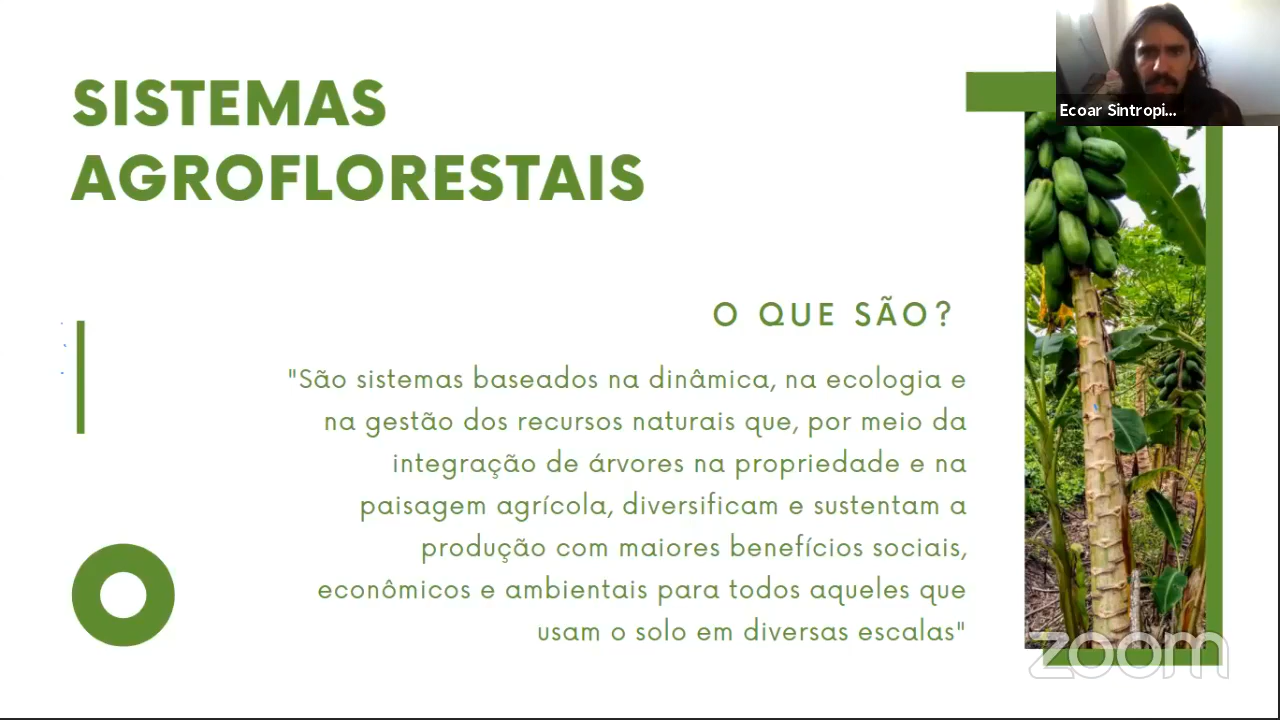 SISTEMAS
AGROFLORESTAIS
Ecoar Sintropi...
O QUE SÃO?
"São sistemas baseados na dinâmica, na ecologia e
na gestão dos recursos naturais que, por meio da
integração de árvores na propriedade e na
paisagem agrícola, diversificam e sustentam a
produção com maiores benefícios sociais,
econômicos e ambientais para todos aqueles que
usam o solo em diversas escalas"
zoom